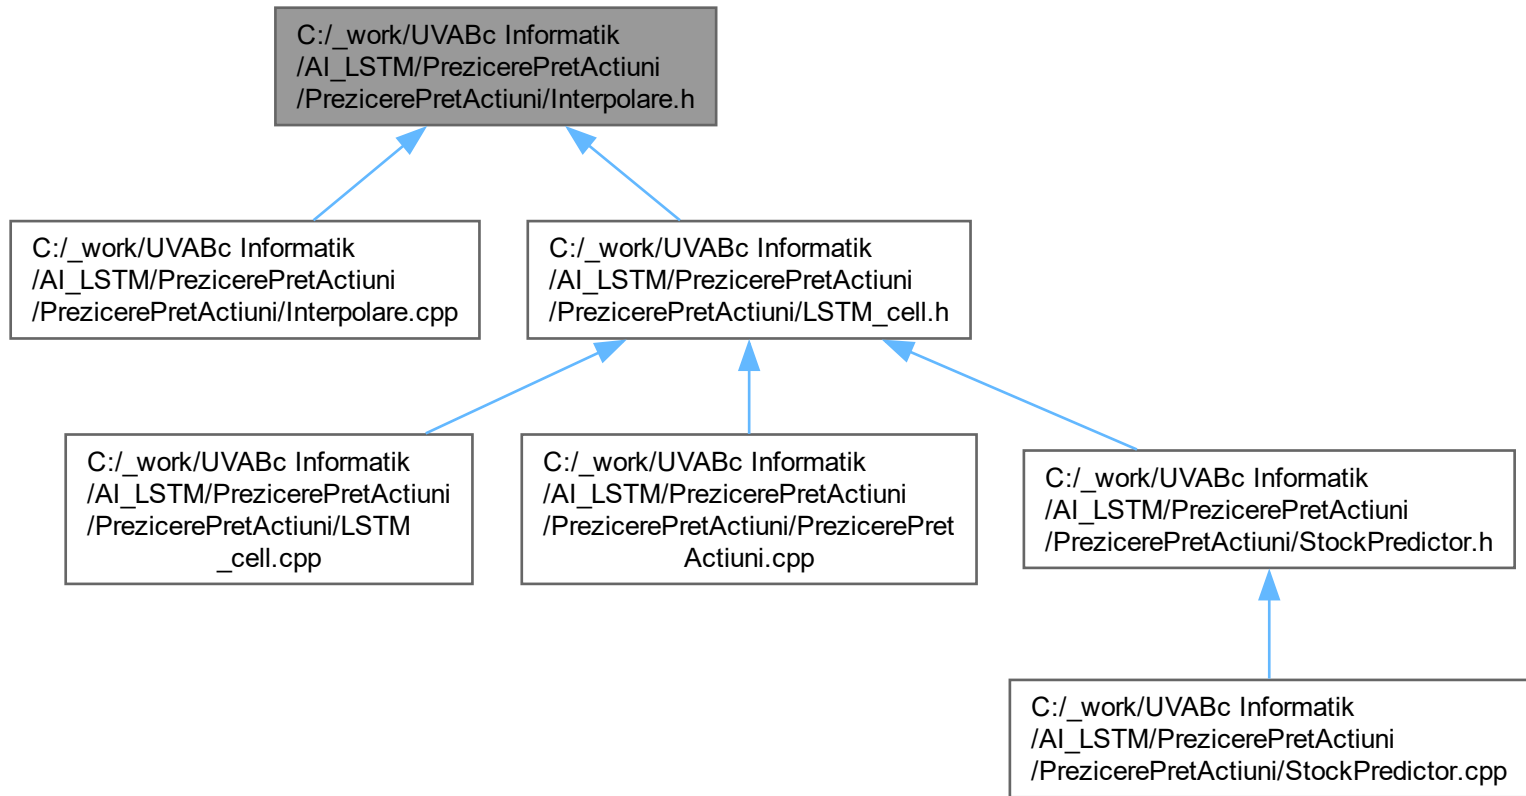 C:/_work/UVABc Informatik
/AI_LSTM/PrezicerePretActiuni
/PrezicerePretActiuni/Interpolare.h
C:/_work/UVABc Informatik
/AI_LSTM/PrezicerePretActiuni
/PrezicerePretActiuni/Interpolare.cpp
C:/_work/UVABc Informatik
/AI_LSTM/PrezicerePretActiuni
/PrezicerePretActiuni/LSTM_cell.h
C:/_work/UVABc Informatik
/AI_LSTM/PrezicerePretActiuni
/PrezicerePretActiuni/LSTM
_cell.cpp
C:/_work/UVABc Informatik
/AI_LSTM/PrezicerePretActiuni
/PrezicerePretActiuni/PrezicerePret
Actiuni.cpp
C:/_work/UVABc Informatik
/AI_LSTM/PrezicerePretActiuni
/PrezicerePretActiuni/StockPredictor.h
C:/_work/UVABc Informatik
/AI_LSTM/PrezicerePretActiuni
/PrezicerePretActiuni/StockPredictor.cpp